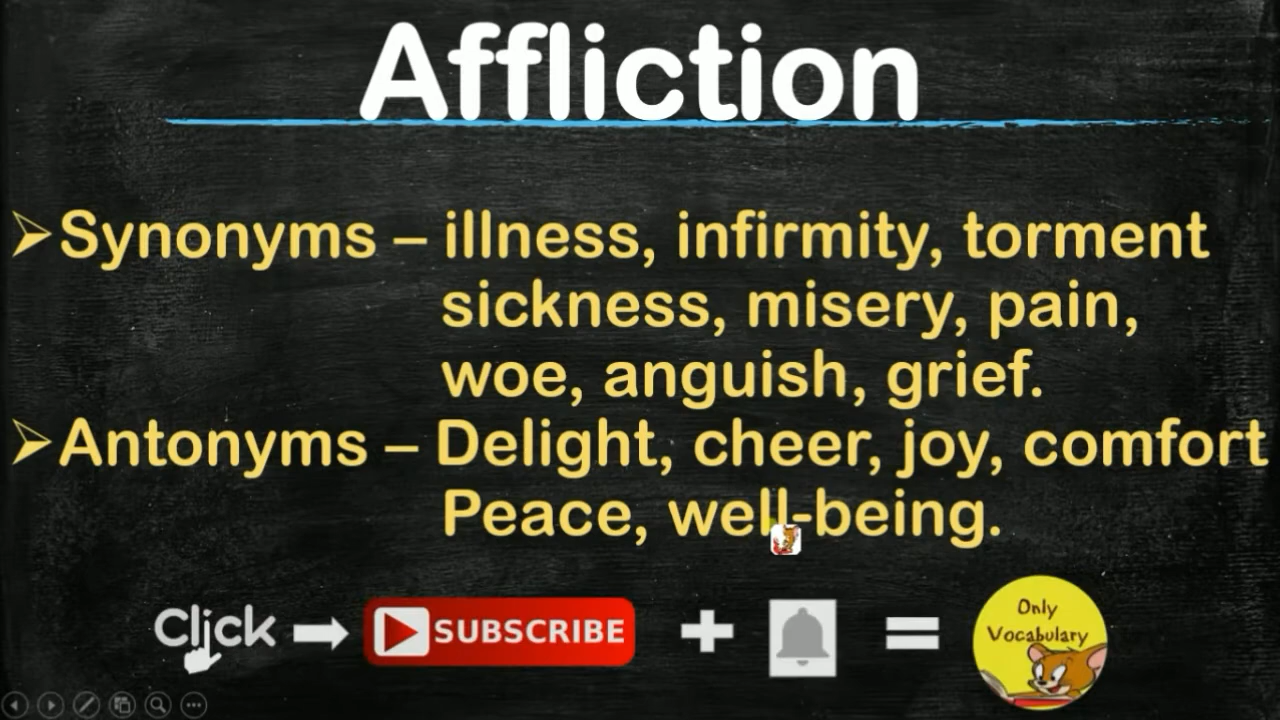 Affliction
➢Synonyms – illness, infirmity, torment
sickness, misery, pain,
woe, anguish, grief.
➢Antonyms – Delight, cheer, joy, comfort
Peace, well-being.
Click SUBSCRIBE
Only
Vocabulary